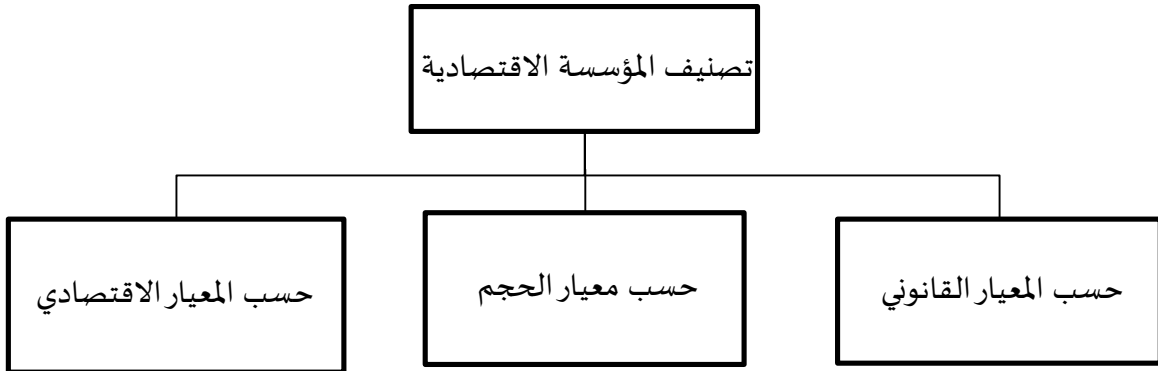 تصنيف المؤسسة الاقتصادية
حسب المعيار القانوني
حسب معيار الحجم
حسب المعيار الاقتصادي